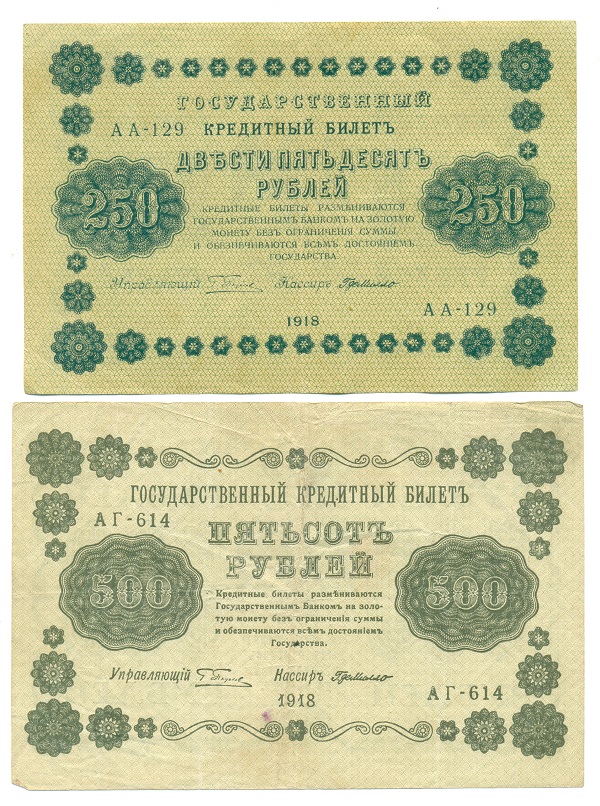 ГОСУДАРСТВЕННЫЙ
АА-129 КРЕДИТНЫЙ БИЛЕТЪ
ДВѢСТИ ПЯТЬДЕСЯТЪ
РУБЛЕЙ
250 250
КРЕДИТНЫЕ БИЛЕТЫ РАЗМѢНИВАЮТСЯ
ГОСУДАРСТВЕННЫМЪ БАНКОМЪ НА ЗОЛОТУЮ
МОНЕТУ БЕЗЪ ОГРАНИЧЕНІЯ СУММЫ
И ОБЕЗПЕЧИВАЮТСЯ ВСѢМЪ ДОСТОЯНІЕМЪ
ГОСУДАРСТВА.
Управляющій Кассиръ
АА-129
1918
ГОСУДАРСТВЕННЫЙ КРЕДИТНЫЙ БИЛЕТЪ
АГ-614
ПЯТЬСОТЪ
РУБЛЕЙ
500 500
Кредитные билеты размѣниваются
Государственнымъ Банкомъ на золо-
тую монету безъ ограниченія суммы
и обезпечиваются всѣмъ достояніемъ
Государства.
Управляющій Кассиръ
АГ-614
1918